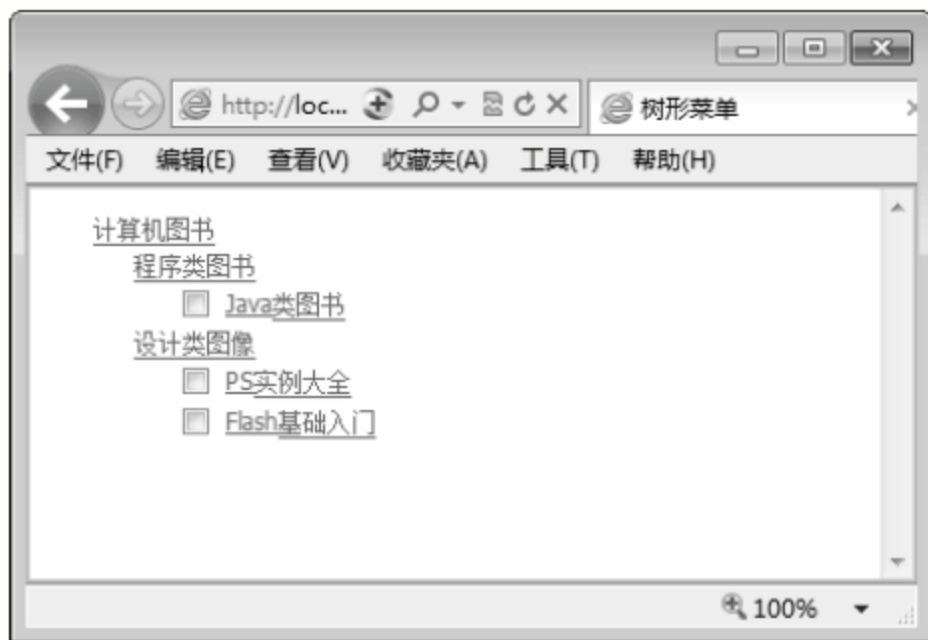 http://loc...
树形菜单
文件(F) 编辑(E) 查看(V) 收藏夹(A) 工具(T) 帮助(H)
计算机图书
程序类图书
Java类图书
设计类图像
PS实例大全
Flash基础入门
100%